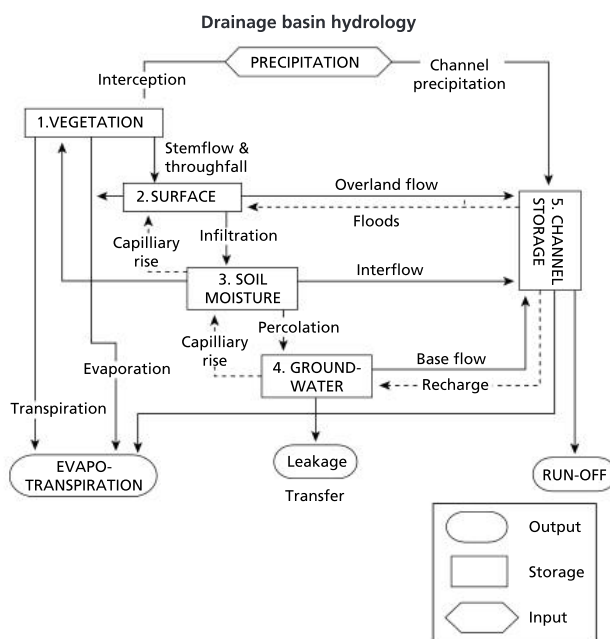 Drainage basin hydrology
PRECIPITATION
Interception
Channel
precipitation
1.VEGETATION
Stemflow &
throughfall
2.SURFACE
Overland flow
Floods
5. CHANNEL
STORAGE
Capilliary
rise
Infiltration
3. SOIL
MOISTURE
Interflow
Percolation
Capilliary
rise
Evaporation
4. GROUND-
WATER
Base flow
Recharge
Transpiration
EVAPO-
TRANSPIRATION
Leakage
Transfer
RUN-OFF
Output
Storage
Input